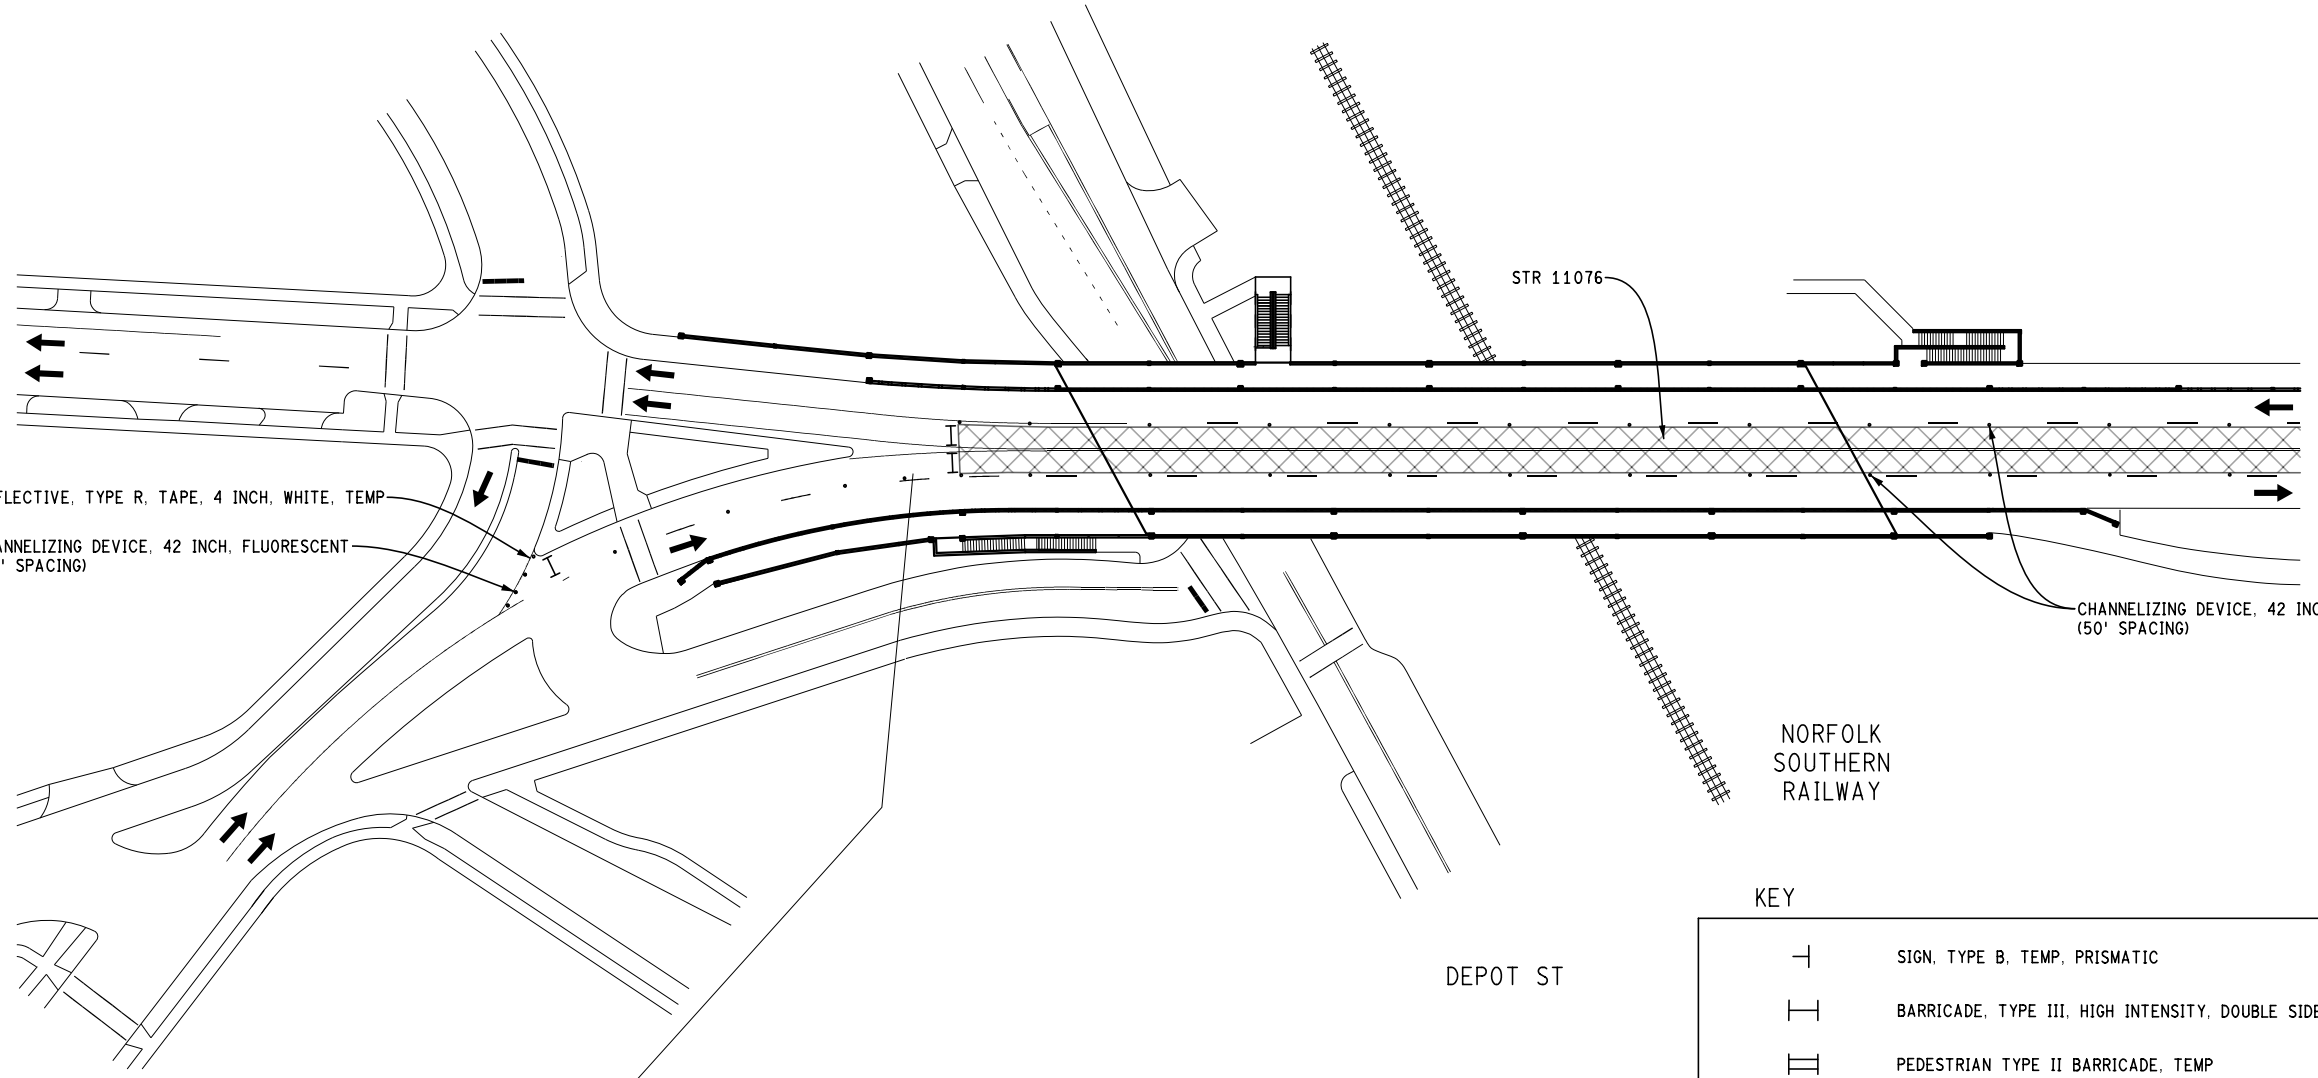 STR 11076
FLECTIVE, TYPE R, TAPE, 4 INCH, WHITE, TEMP
ANNELIZING DEVICE, 42 INCH, FLUORESCENT
' SPACING)
CHANNELIZING DEVICE, 42 INC
(50' SPACING)
NORFOLK
SOUTHERN
RAILWAY
DEPOT ST
KEY
SIGN, TYPE B, TEMP, PRISMATIC
BARRICADE, TYPE III, HIGH INTENSITY, DOUBLE SIDE
PEDESTRIAN TYPE II BARRICADE, TEMP